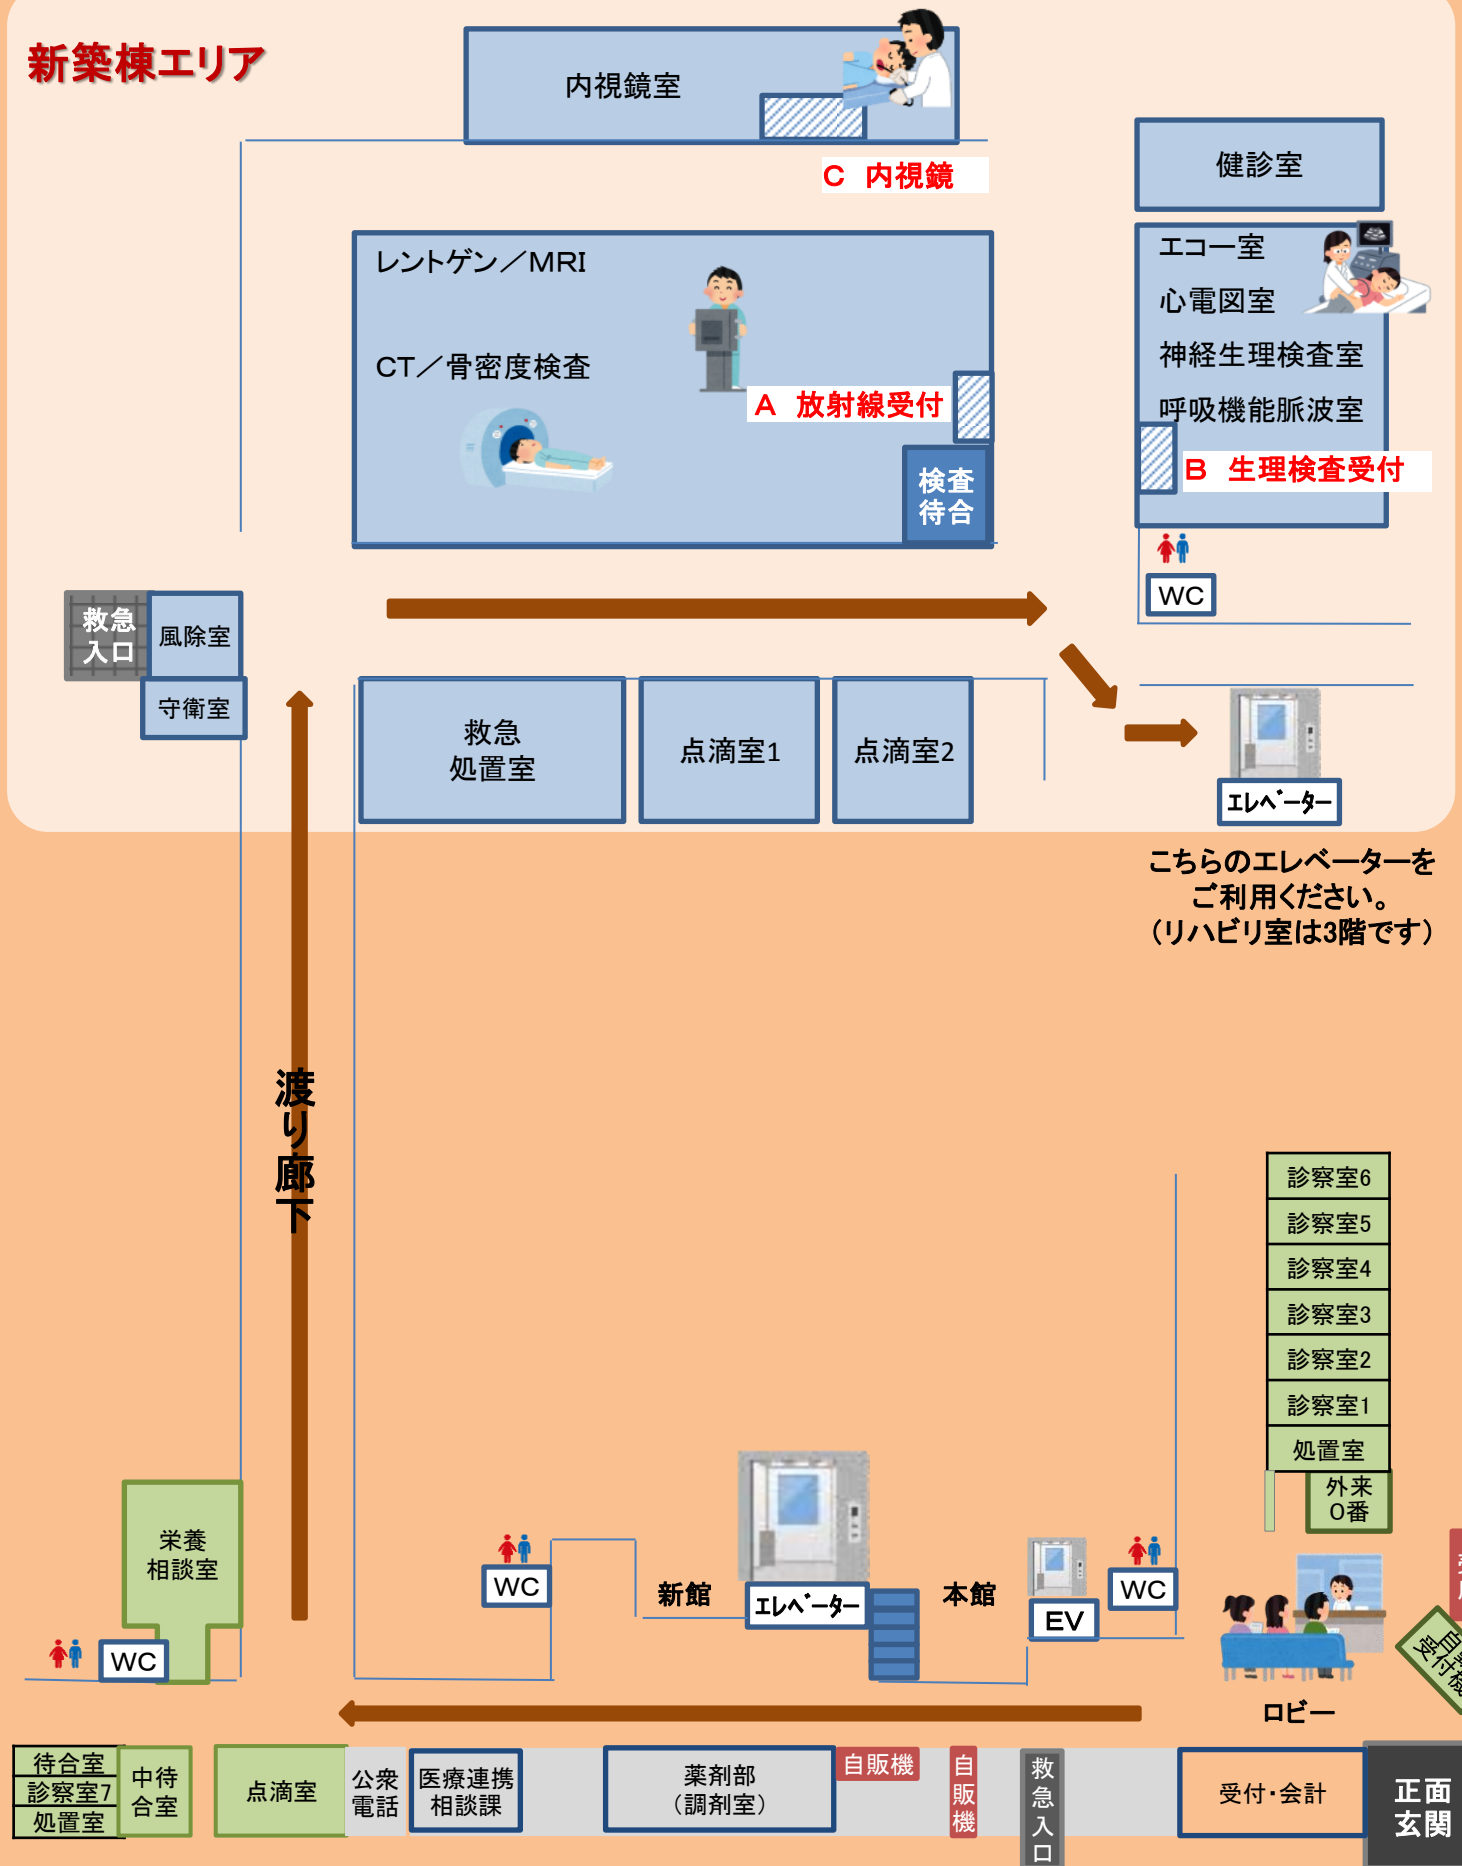 新築棟エリア
内視鏡室
C 内視鏡
健診室
レントゲン／MRI
CT／骨密度検査
A 放射線受付
検査
待合
エコー室
心電図室
神経生理検査室
呼吸機能脈波室
B 生理検査受付
WC
救急
入口
風除室
守衛室
救急
処置室
点滴室1
点滴室2
エレベーター
こちらのエレベーターを
ご利用ください。
（リハビリ室は3階です）
渡り廊下
診察室6
診察室5
診察室4
診察室3
診察室2
診察室1
処置室
外来
0番
栄養
相談室
WC
WC
新館
エレベーター
本館
EV
WC
自動
受付機
ロビー
待合室
診察室7
処置室
中待
合室
点滴室
公衆
電話
医療連携
相談課
薬剤部
（調剤室）
自販機
自販機
救急入口
受付・会計
正面
玄関